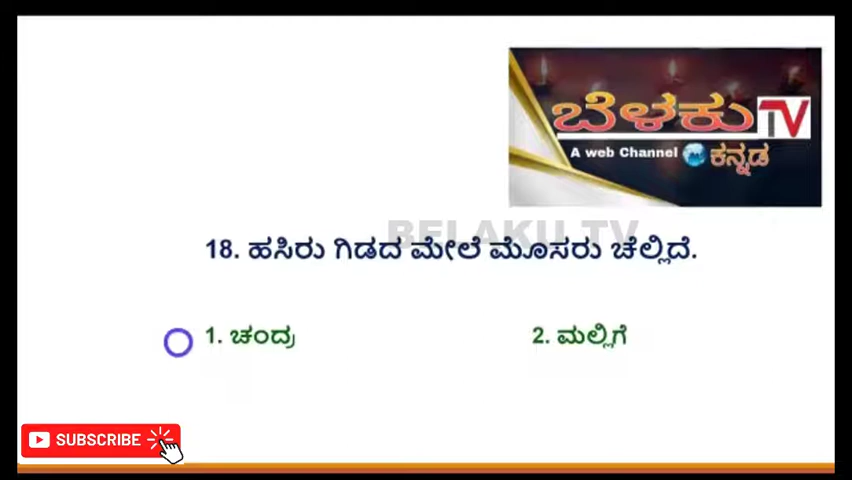 ಬೆಳಕು TV
A web Channel ಕನ್ನಡ
BELAKU TV
18. ಹಸಿರು ಗಿಡದ ಮೇಲೆ ಮೊಸರು ಚೆಲ್ಲಿದೆ.
1. ಚಂದ್ರ 2. ಮಲ್ಲಿಗೆ
SUBSCRIBE